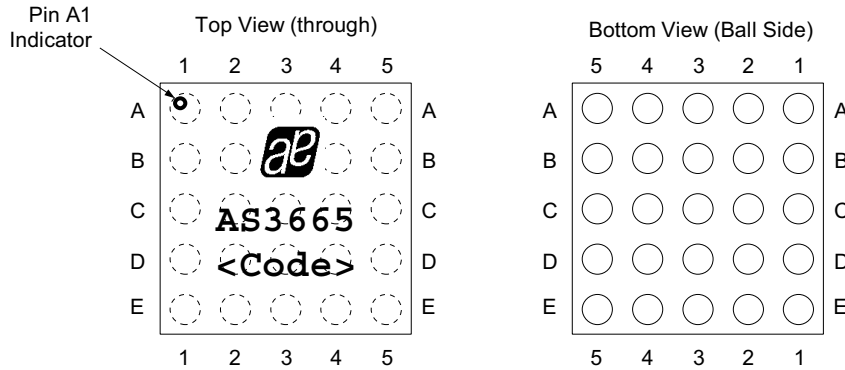 Pin A1
Indicator
Top View (through)
1 2 3 4 5
A A
B B
C C
D D
E E
AS3665
<Code>
1 2 3 4 5
Bottom View (Ball Side)
5 4 3 2 1
A A
B B
C C
D D
E E
5 4 3 2 1